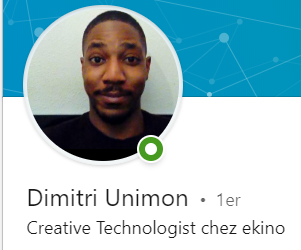 Dimitri Unimon • 1er
Creative Technologist chez ekino